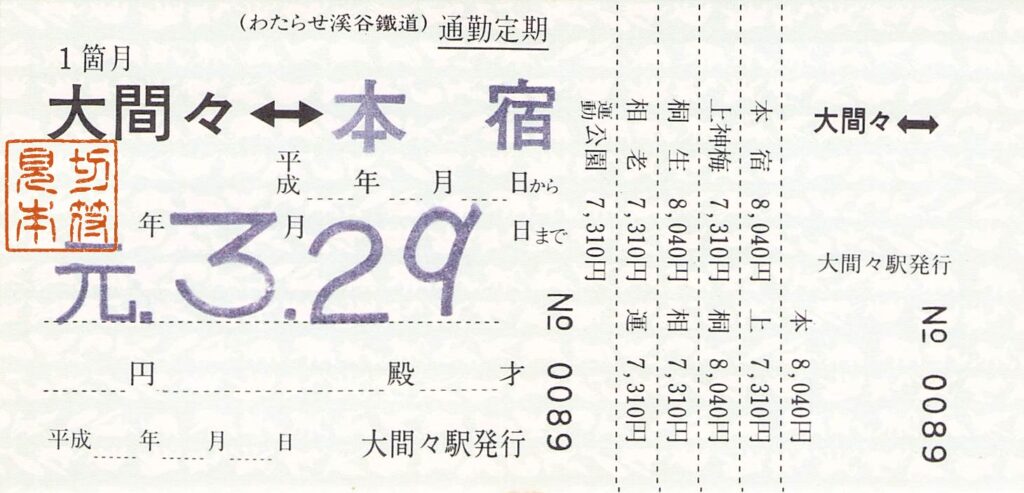 (わたらせ渓谷鐵道) 通勤定期
1箇月
大間々↔本宿
平成 年 月 日から
年 月 日まで
元.3.29
切符見本
円 殿 才
平成 年 月 日 大間々駅発行
№ 0089
運動公園 7,310円
相老 7,310円 運 7,310円
桐生 8,040円 相 7,310円
上神梅 7,310円 桐 8,040円
本宿 8,040円 上 7,310円
本 8,040円
大間々↔
大間々駅発行
№ 0089